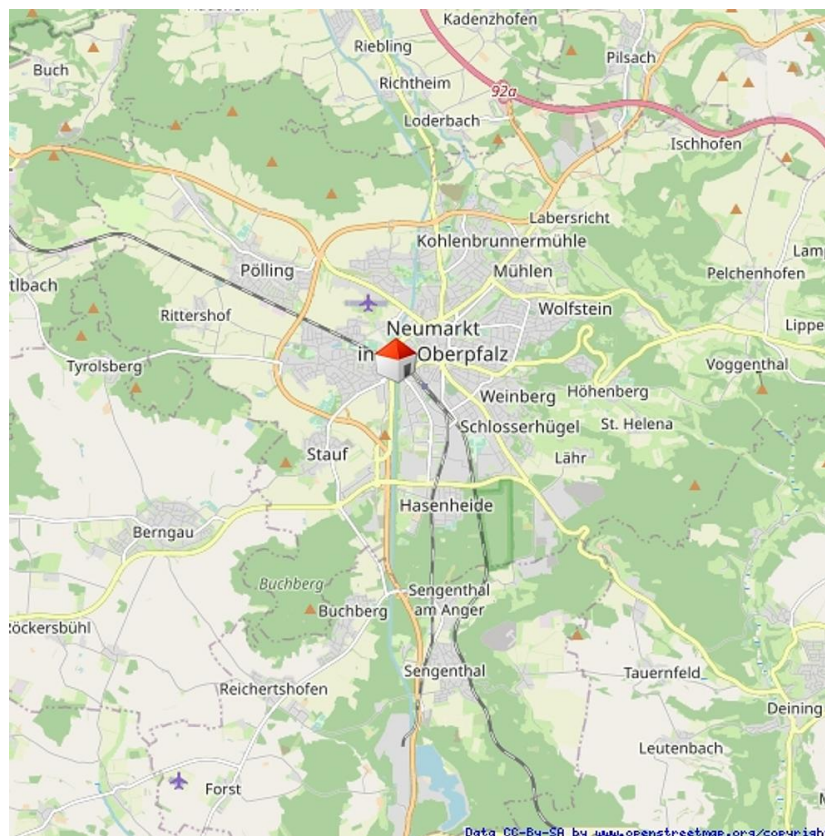 Kadenzhofen
Riebling
Pilsach
Buch
Richtheim
92a
Loderbach
Ischhofen
Labersricht
Kohlenbrunnermühle
Lam
Pölling
Mühlen
Pelchenhofen
tlbach
Rittershof
Wolfstein
Neumarkt
Lippe
in Oberpfalz
Voggenthal
Tyrolsberg
Höhenberg
Weinberg
St. Helena
Schlosserhügel
Stauf
Lähr
Hasenheide
Berngau
Buchberg
Sengenthal
am Anger
Buchberg
öckersbühl
Sengenthal
Tauernfeld
Reichertshofen
Deining
Leutenbach
Forst
Data CC-By-SA by www.openstreetmap.org/copyrigh